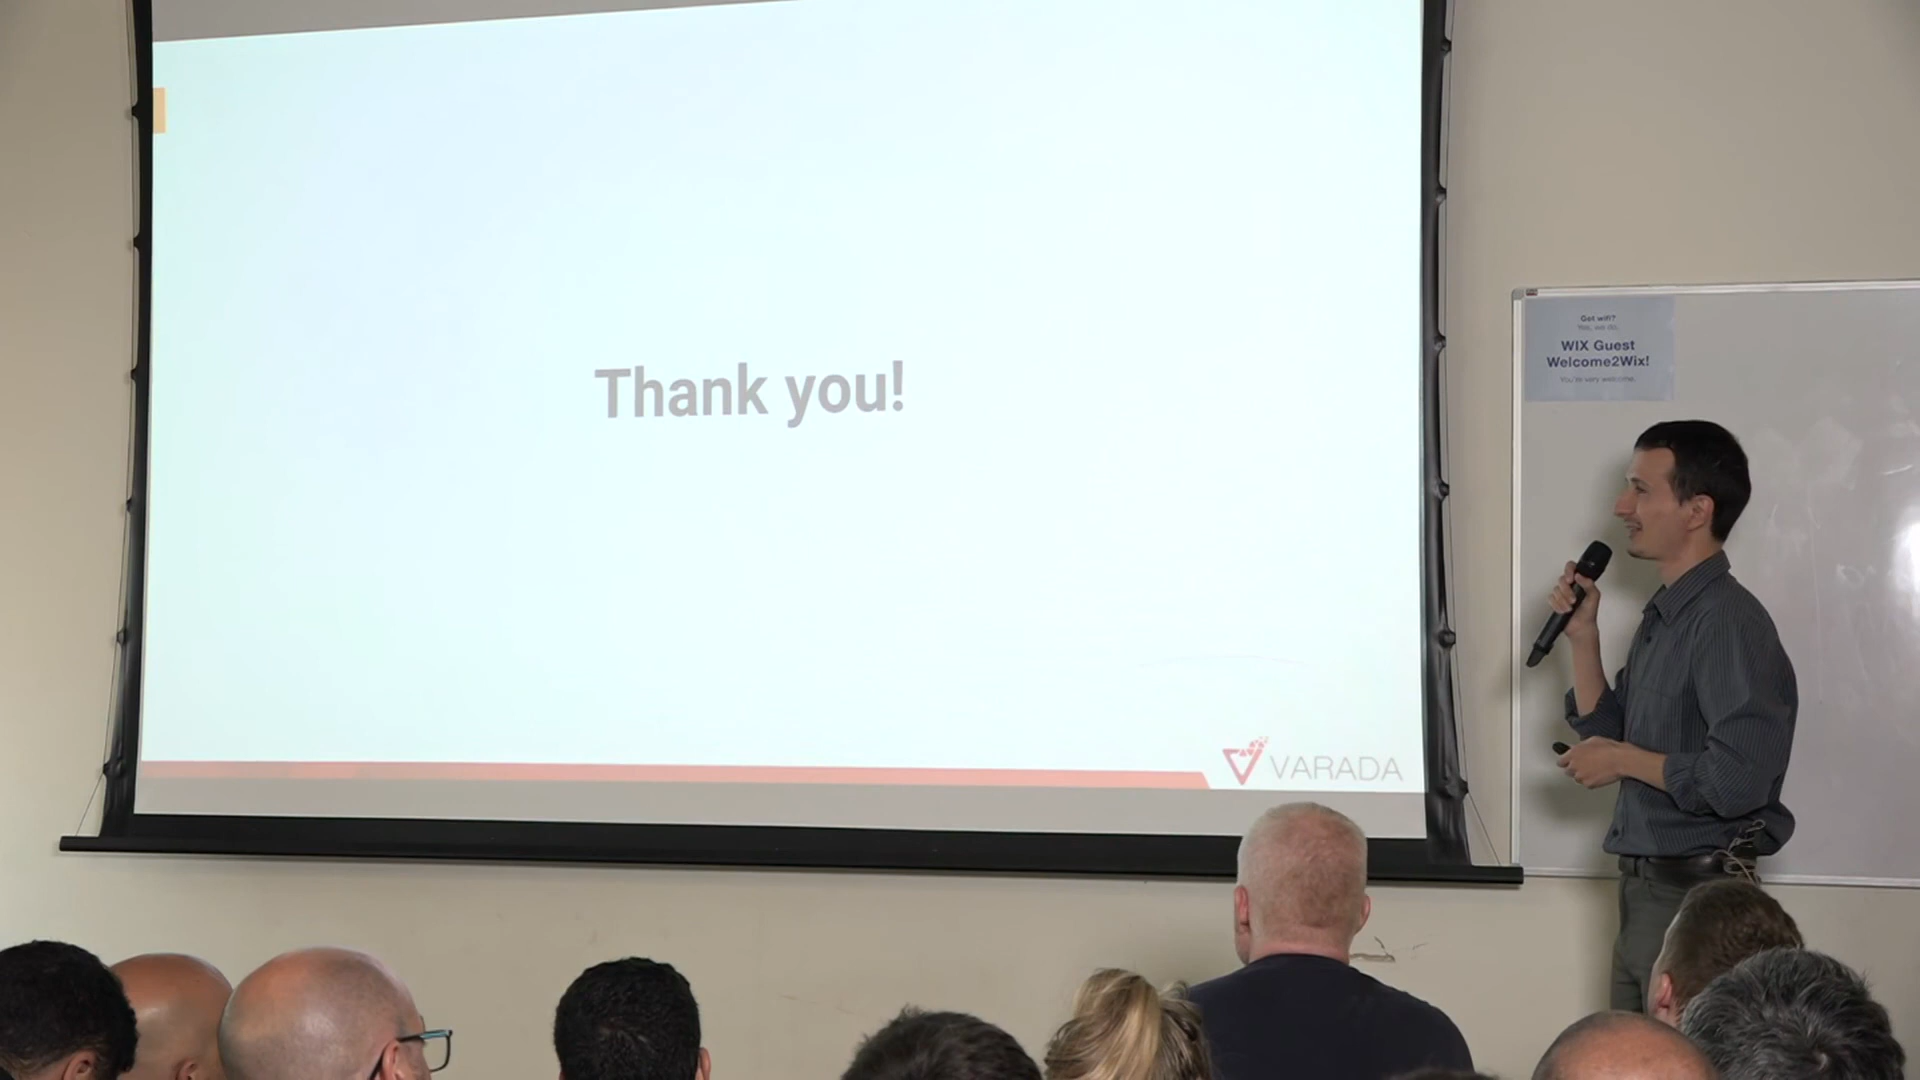 Thank you!
VARADA
Got wifi?
Yes, we do.
WIX Guest
Welcome2Wix!
You're very welcome.